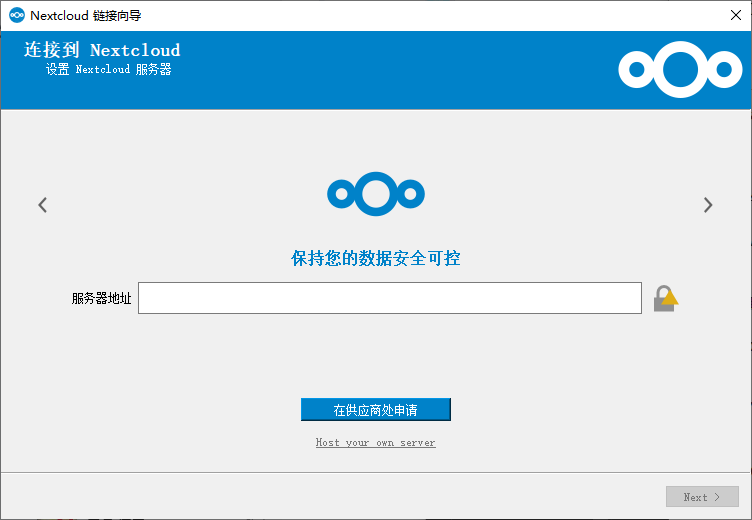 Nextcloud 链接向导
连接到 Nextcloud
设置 Nextcloud 服务器
保持您的数据安全可控
服务器地址
在供应商处申请
Host your own server
Next >